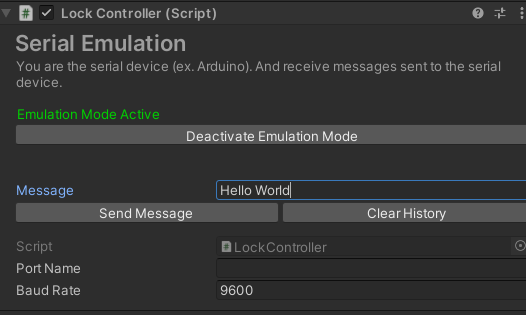 Lock Controller (Script)
Serial Emulation
You are the serial device (ex. Arduino). And receive messages sent to the serial
device.
Emulation Mode Active
Deactivate Emulation Mode
Message Hello World
Send Message Clear History
Script LockController
Port Name
Baud Rate 9600